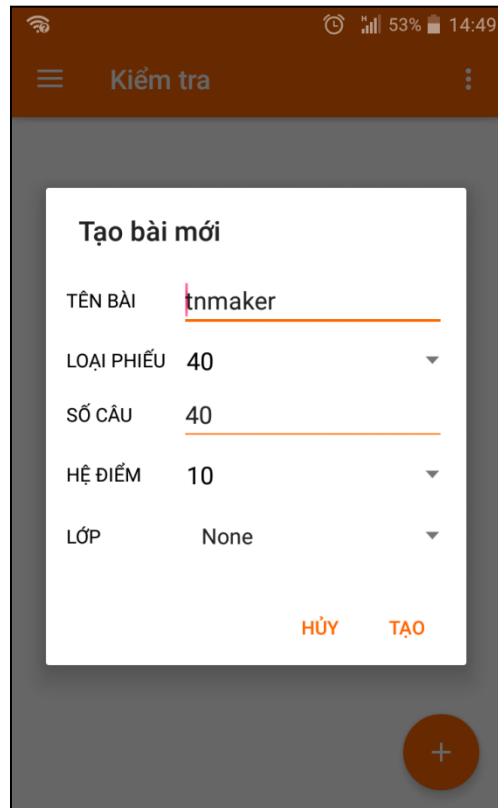 53% 14:49
Kiểm tra
Tạo bài mới
TÊN BÀI tnmaker
LOẠI PHIẾU 40
SỐ CÂU 40
HỆ ĐIỂM 10
LỚP None
HỦY TẠO
+